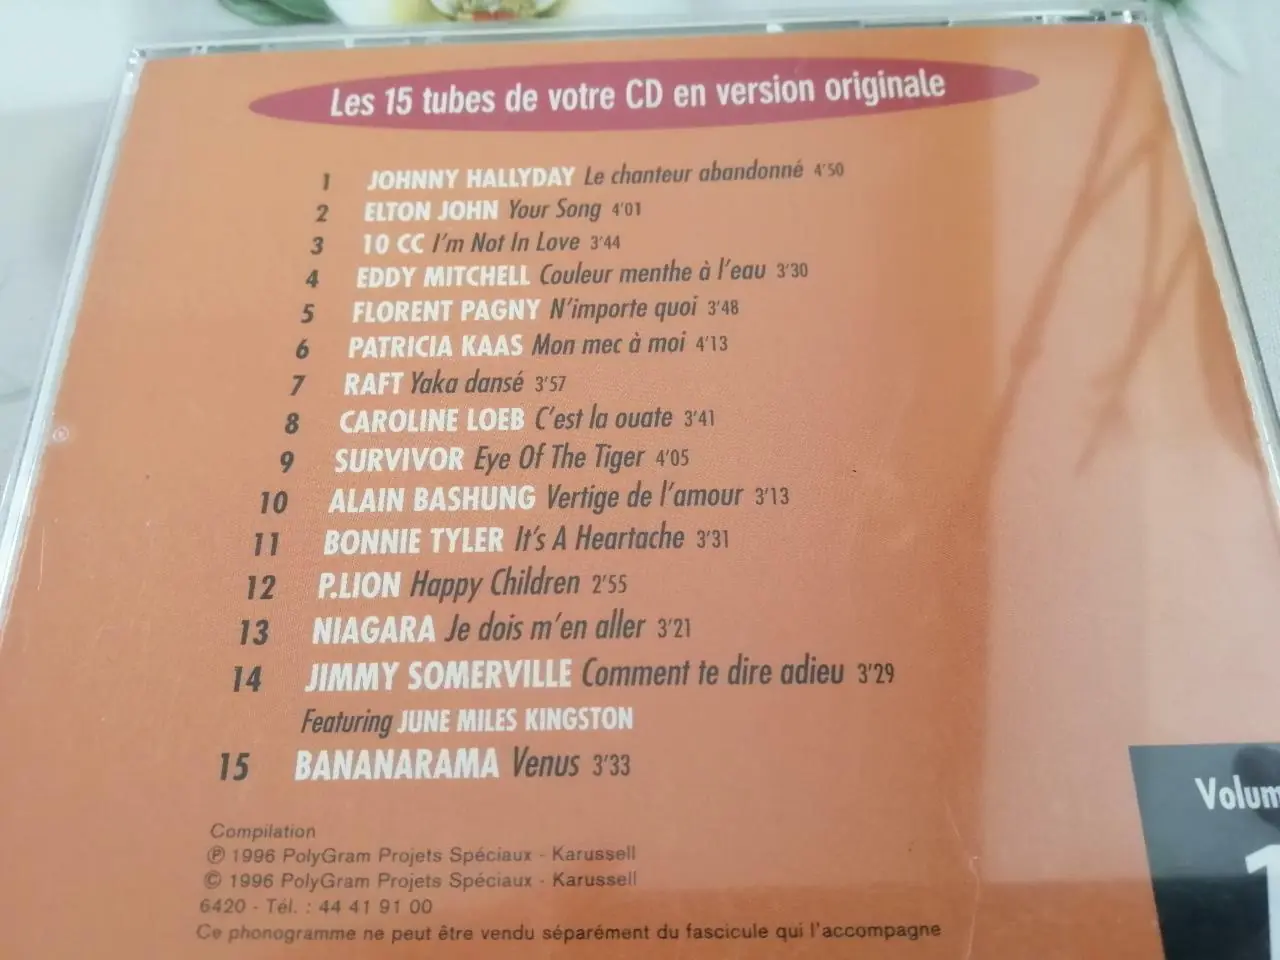 Les 15 tubes de votre CD en version originale
1 JOHNNY HALLYDAY Le chanteur abandonné 4'50
2 ELTON JOHN Your Song 4'01
3 10 CC I'm Not In Love 3'44
4 EDDY MITCHELL Couleur menthe à l'eau 3'30
5 FLORENT PAGNY N'importe quoi 3'48
6 PATRICIA KAAS Mon mec à moi 4'13
7 RAFT Yaka dansé 3'57
8 CAROLINE LOEB C'est la ouate 3'41
9 SURVIVOR Eye Of The Tiger 4'05
10 ALAIN BASHUNG Vertige de l'amour 3'13
11 BONNIE TYLER It's A Heartache 3'31
12 P.LION Happy Children 2'55
13 NIAGARA Je dois m'en aller 3'21
14 JIMMY SOMERVILLE Comment te dire adieu 3'29
Featuring JUNE MILES KINGSTON
15 BANANARAMA Venus 3'33
Volum
1
Compilation
℗ 1996 PolyGram Projets Spéciaux - Karussell
© 1996 PolyGram Projets Spéciaux - Karussell
6420 - Tél. : 44 41 91 00
Ce phonogramme ne peut être vendu séparément du fascicule qui l'accompagne